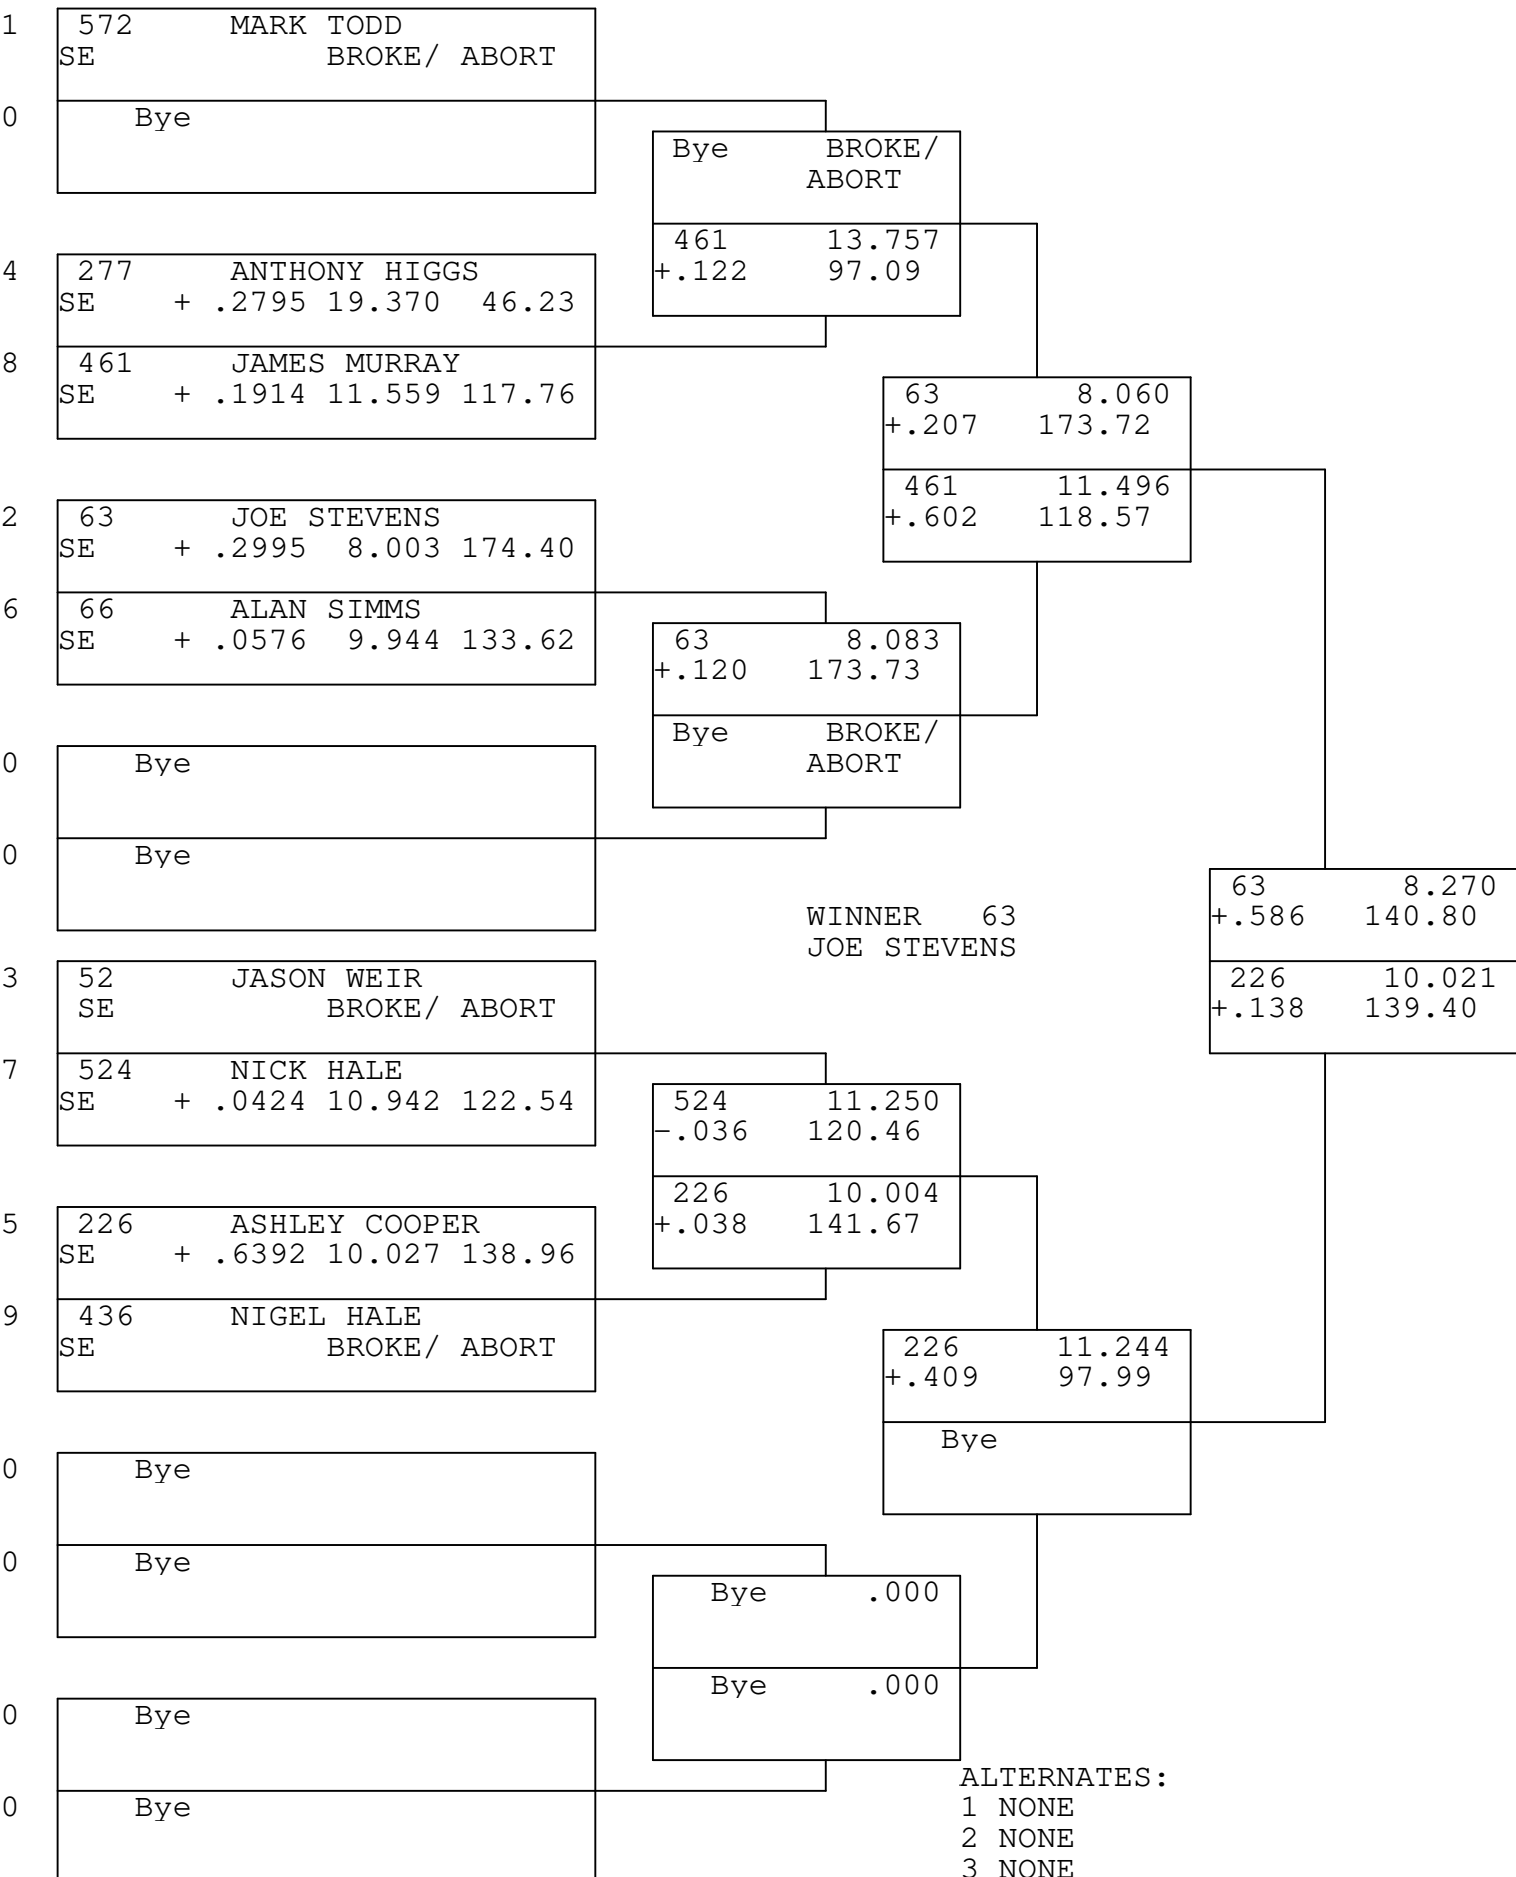 1 572 MARK TODD
SE BROKE/ ABORT
0 Bye
Bye BROKE/
ABORT
461 13.757
+.122 97.09
4 277 ANTHONY HIGGS
SE + .2795 19.370 46.23
8 461 JAMES MURRAY
SE + .1914 11.559 117.76
63 8.060
+.207 173.72
461 11.496
+.602 118.57
2 63 JOE STEVENS
SE + .2995 8.003 174.40
6 66 ALAN SIMMS
SE + .0576 9.944 133.62
63 8.083
+.120 173.73
Bye BROKE/
ABORT
0 Bye
0 Bye
63 8.270
+.586 140.80
226 10.021
+.138 139.40
WINNER 63
JOE STEVENS
3 52 JASON WEIR
SE BROKE/ ABORT
7 524 NICK HALE
SE + .0424 10.942 122.54
524 11.250
-.036 120.46
226 10.004
+.038 141.67
5 226 ASHLEY COOPER
SE + .6392 10.027 138.96
9 436 NIGEL HALE
SE BROKE/ ABORT
226 11.244
+.409 97.99
Bye
0 Bye
0 Bye
Bye .000
Bye .000
0 Bye
0 Bye
ALTERNATES:
1 NONE
2 NONE
3 NONE